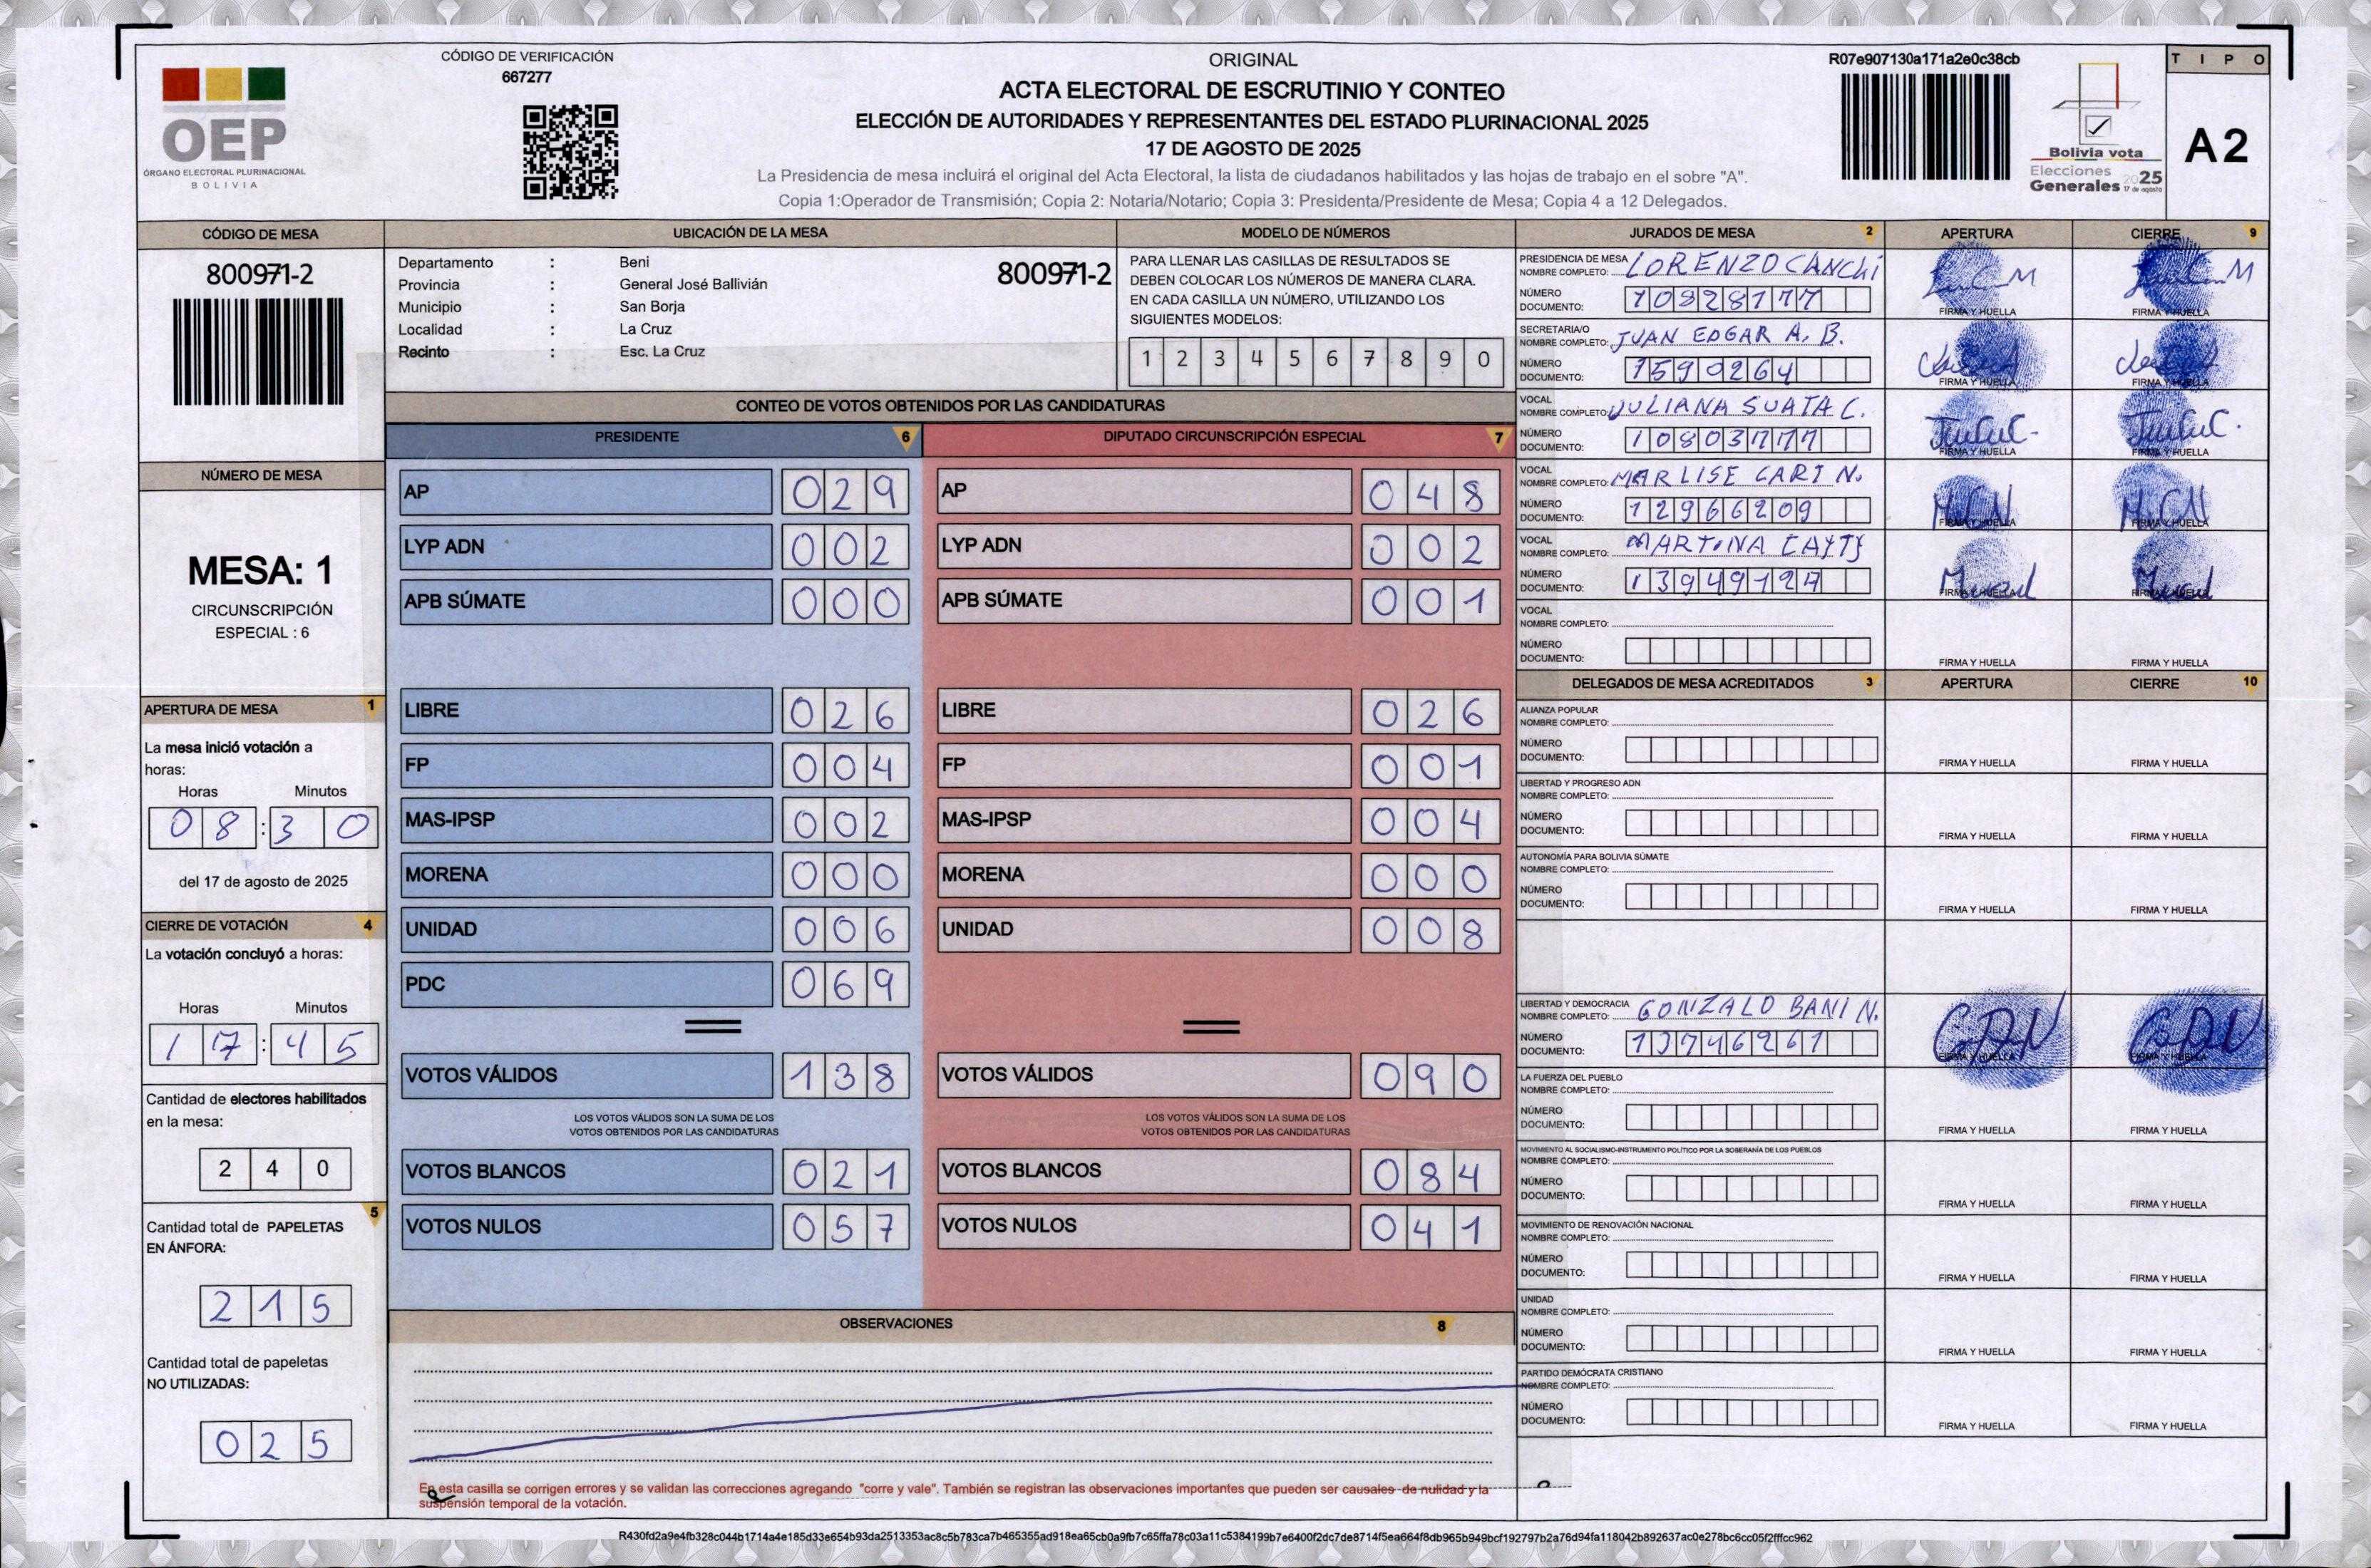 CÓDIGO DE VERIFICACIÓN
667277
OEP
ÓRGANO ELECTORAL PLURINACIONAL
BOLIVIA
ORIGINAL
ACTA ELECTORAL DE ESCRUTINIO Y CONTEO
ELECCIÓN DE AUTORIDADES Y REPRESENTANTES DEL ESTADO PLURINACIONAL 2025
17 DE AGOSTO DE 2025
La Presidencia de mesa incluirá el original del Acta Electoral, la lista de ciudadanos habilitados y las hojas de trabajo en el sobre "A".
Copia 1:Operador de Transmisión; Copia 2: Notaria/Notario; Copia 3: Presidenta/Presidente de Mesa; Copia 4 a 12 Delegados.
R07e907130a171a2e0c38cb
Bolivia vota
Elecciones
Generales 2025
17 de agosto
TIPO
A2
CÓDIGO DE MESA
800971-2
UBICACIÓN DE LA MESA
Departamento : Beni
Provincia : General José Ballivián
Municipio : San Borja
Localidad : La Cruz
Recinto : Esc. La Cruz
800971-2
MODELO DE NÚMEROS
PARA LLENAR LAS CASILLAS DE RESULTADOS SE
DEBEN COLOCAR LOS NÚMEROS DE MANERA CLARA.
EN CADA CASILLA UN NÚMERO, UTILIZANDO LOS
SIGUIENTES MODELOS:
1 2 3 4 5 6 7 8 9 0
NÚMERO DE MESA
MESA: 1
CIRCUNSCRIPCIÓN
ESPECIAL : 6
APERTURA DE MESA 1
La mesa inició votación a
horas:
Horas Minutos
08:30
del 17 de agosto de 2025
CIERRE DE VOTACIÓN 4
La votación concluyó a horas:
Horas Minutos
17:45
Cantidad de electores habilitados
en la mesa:
240
5
Cantidad total de PAPELETAS
EN ÁNFORA:
215
Cantidad total de papeletas
NO UTILIZADAS:
025
CONTEO DE VOTOS OBTENIDOS POR LAS CANDIDATURAS
PRESIDENTE 6
AP 029
LYP ADN 002
APB SÚMATE 000
LIBRE 026
FP 004
MAS-IPSP 002
MORENA 000
UNIDAD 006
PDC 069
VOTOS VÁLIDOS 138
LOS VOTOS VÁLIDOS SON LA SUMA DE LOS
VOTOS OBTENIDOS POR LAS CANDIDATURAS
VOTOS BLANCOS 021
VOTOS NULOS 057
DIPUTADO CIRCUNSCRIPCIÓN ESPECIAL 7
AP 048
LYP ADN 002
APB SÚMATE 001
LIBRE 026
FP 001
MAS-IPSP 004
MORENA 000
UNIDAD 008
VOTOS VÁLIDOS 090
LOS VOTOS VÁLIDOS SON LA SUMA DE LOS
VOTOS OBTENIDOS POR LAS CANDIDATURAS
VOTOS BLANCOS 084
VOTOS NULOS 041
OBSERVACIONES 8
En esta casilla se corrigen errores y se validan las correcciones agregando "corre y vale". También se registran las observaciones importantes que pueden ser causales de nulidad y la
suspensión temporal de la votación.
JURADOS DE MESA 2 APERTURA CIERRE 9
PRESIDENCIA DE MESA
NOMBRE COMPLETO: LORENZO CANCHI
NÚMERO
DOCUMENTO: 10828177
FIRMA Y HUELLA FIRMA Y HUELLA
SECRETARIA/O
NOMBRE COMPLETO: JUAN EDGAR A. B.
NÚMERO
DOCUMENTO: 7590264
FIRMA Y HUELLA FIRMA Y HUELLA
VOCAL
NOMBRE COMPLETO: JULIANA SUATA C.
NÚMERO
DOCUMENTO: 10803777
FIRMA Y HUELLA FIRMA Y HUELLA
VOCAL
NOMBRE COMPLETO: MARLISE CARI N.
NÚMERO
DOCUMENTO: 12966209
FIRMA Y HUELLA FIRMA Y HUELLA
VOCAL
NOMBRE COMPLETO: MARTINA
NÚMERO
DOCUMENTO: 13949127
FIRMA Y HUELLA FIRMA Y HUELLA
VOCAL
NOMBRE COMPLETO:
NÚMERO
DOCUMENTO:
FIRMA Y HUELLA FIRMA Y HUELLA
DELEGADOS DE MESA ACREDITADOS 3 APERTURA CIERRE 10
ALIANZA POPULAR
NOMBRE COMPLETO:
NÚMERO
DOCUMENTO:
FIRMA Y HUELLA FIRMA Y HUELLA
LIBERTAD Y PROGRESO ADN
NOMBRE COMPLETO:
NÚMERO
DOCUMENTO:
FIRMA Y HUELLA FIRMA Y HUELLA
AUTONOMÍA PARA BOLIVIA SÚMATE
NOMBRE COMPLETO:
NÚMERO
DOCUMENTO:
FIRMA Y HUELLA FIRMA Y HUELLA
LIBERTAD Y DEMOCRACIA
NOMBRE COMPLETO: GONZALO BANI N.
NÚMERO
DOCUMENTO: 13746261
FIRMA Y HUELLA FIRMA Y HUELLA
LA FUERZA DEL PUEBLO
NOMBRE COMPLETO:
NÚMERO
DOCUMENTO:
FIRMA Y HUELLA FIRMA Y HUELLA
MOVIMIENTO AL SOCIALISMO-INSTRUMENTO POLÍTICO POR LA SOBERANÍA DE LOS PUEBLOS
NOMBRE COMPLETO:
NÚMERO
DOCUMENTO:
FIRMA Y HUELLA FIRMA Y HUELLA
MOVIMIENTO DE RENOVACIÓN NACIONAL
NOMBRE COMPLETO:
NÚMERO
DOCUMENTO:
FIRMA Y HUELLA FIRMA Y HUELLA
UNIDAD
NOMBRE COMPLETO:
NÚMERO
DOCUMENTO:
FIRMA Y HUELLA FIRMA Y HUELLA
PARTIDO DEMÓCRATA CRISTIANO
NOMBRE COMPLETO:
NÚMERO
DOCUMENTO:
FIRMA Y HUELLA FIRMA Y HUELLA